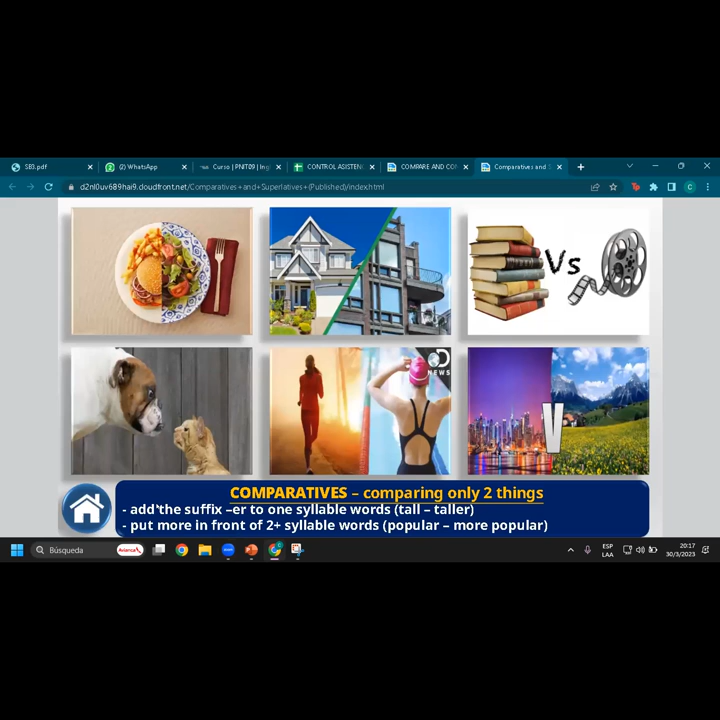 SB3.pdf
(2) WhatsApp
Curso | PNIT09 | In
CONTROL ASISTEN
COMPARE AND CON
Comparatives and S
d2nl0uv689hai9.cloudfront.net/Comparatives+and+Superlatives+(Published)/index.html
C
Vs
D
NEWS
V
COMPARATIVES – comparing only 2 things
- add the suffix –er to one syllable words (tall – taller)
- put more in front of 2+ syllable words (popular – more popular)
Búsqueda
Avianca
ESP
LAA
20:17
30/3/2023